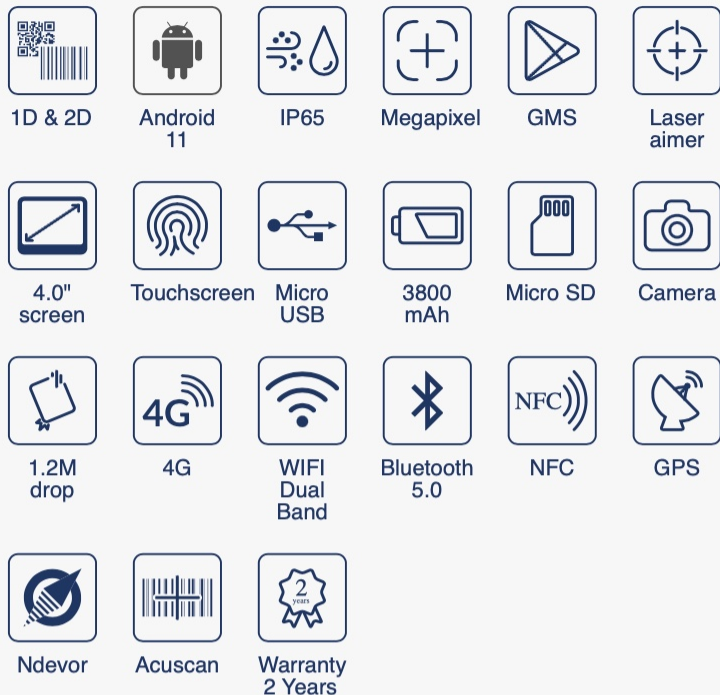 1D & 2D
Android
11
IP65
Megapixel
GMS
Laser
aimer
4.0"
screen
Touchscreen
Micro
USB
3800
mAh
Micro SD
Camera
1.2M
drop
4G
4G
WIFI
Dual
Band
Bluetooth
5.0
NFC
NFC
GPS
Ndevor
Acuscan
2
years
Warranty
2 Years